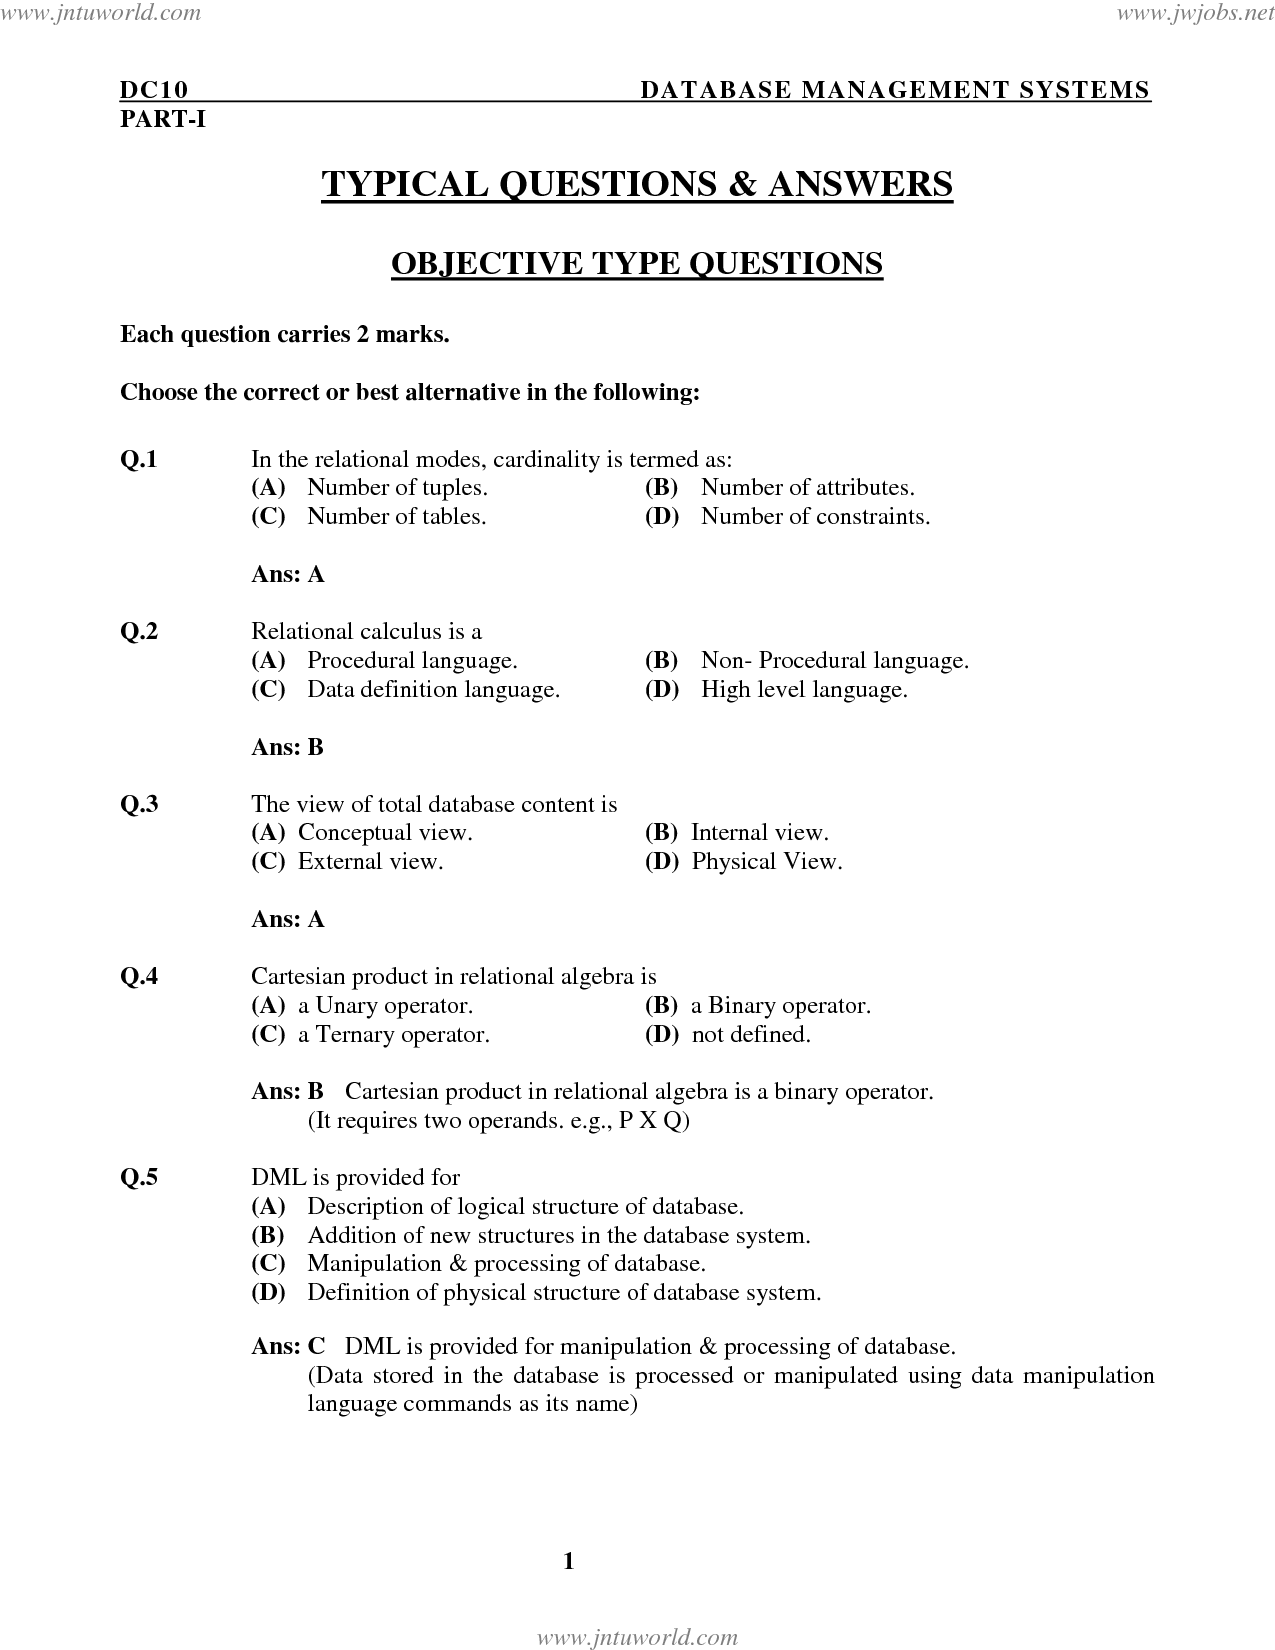 www.jntuworld.com www.jwjobs.net
DC10 DATABASE MANAGEMENT SYSTEMS
PART-I
TYPICAL QUESTIONS & ANSWERS
OBJECTIVE TYPE QUESTIONS
Each question carries 2 marks.
Choose the correct or best alternative in the following:
Q.1 In the relational modes, cardinality is termed as:
(A) Number of tuples. (B) Number of attributes.
(C) Number of tables. (D) Number of constraints.
Ans: A
Q.2 Relational calculus is a
(A) Procedural language. (B) Non- Procedural language.
(C) Data definition language. (D) High level language.
Ans: B
Q.3 The view of total database content is
(A) Conceptual view. (B) Internal view.
(C) External view. (D) Physical View.
Ans: A
Q.4 Cartesian product in relational algebra is
(A) a Unary operator. (B) a Binary operator.
(C) a Ternary operator. (D) not defined.
Ans: B Cartesian product in relational algebra is a binary operator.
(It requires two operands. e.g., P X Q)
Q.5 DML is provided for
(A) Description of logical structure of database.
(B) Addition of new structures in the database system.
(C) Manipulation & processing of database.
(D) Definition of physical structure of database system.
Ans: C DML is provided for manipulation & processing of database.
(Data stored in the database is processed or manipulated using data manipulation
language commands as its name)
1
www.jntuworld.com